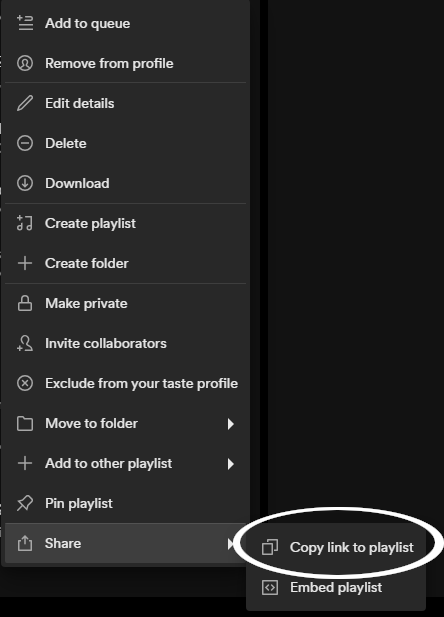 Add to queue
Remove from profile
Edit details
Delete
Download
Create playlist
Create folder
Make private
Invite collaborators
Exclude from your taste profile
Move to folder
Add to other playlist
Pin playlist
Share
Copy link to playlist
Embed playlist